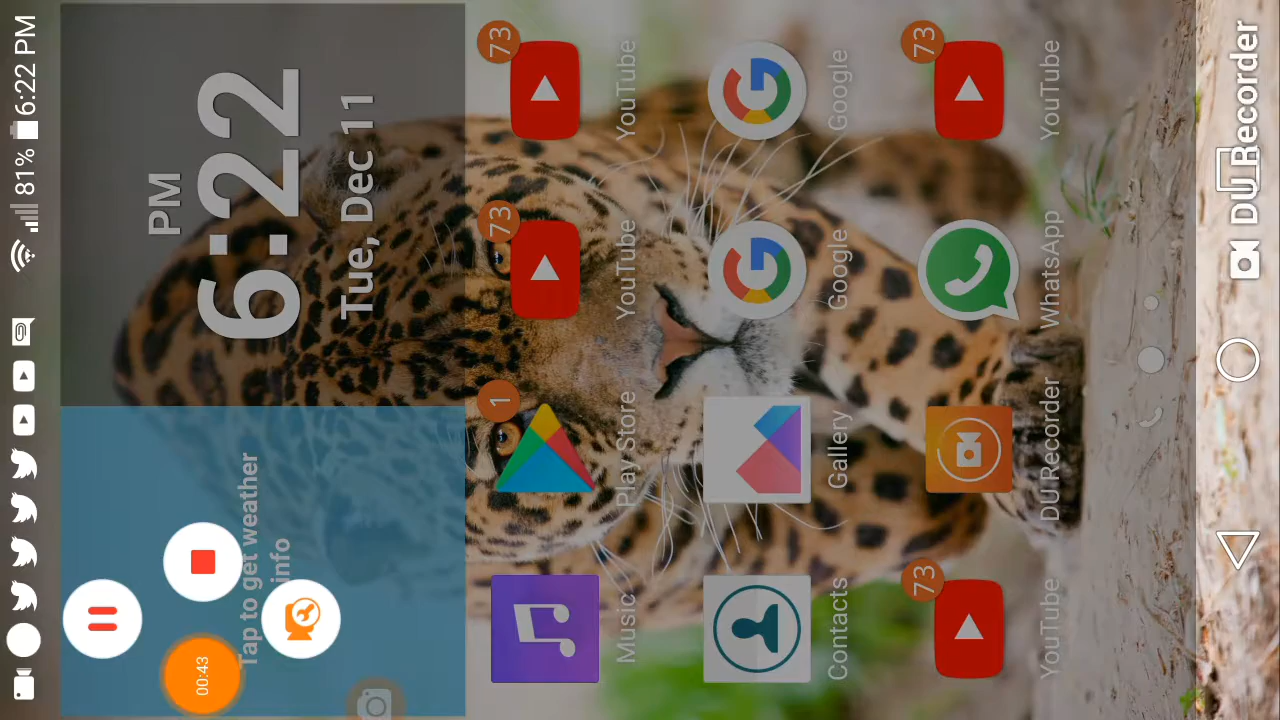 81% 6:22 PM
PM
6:22
Tue, Dec 11
00:43
Tap to get weather
info
1 73 73
Music Play Store YouTube YouTube
Contacts Gallery Google Google
73 73
YouTube DU Recorder WhatsApp YouTube
DU Recorder